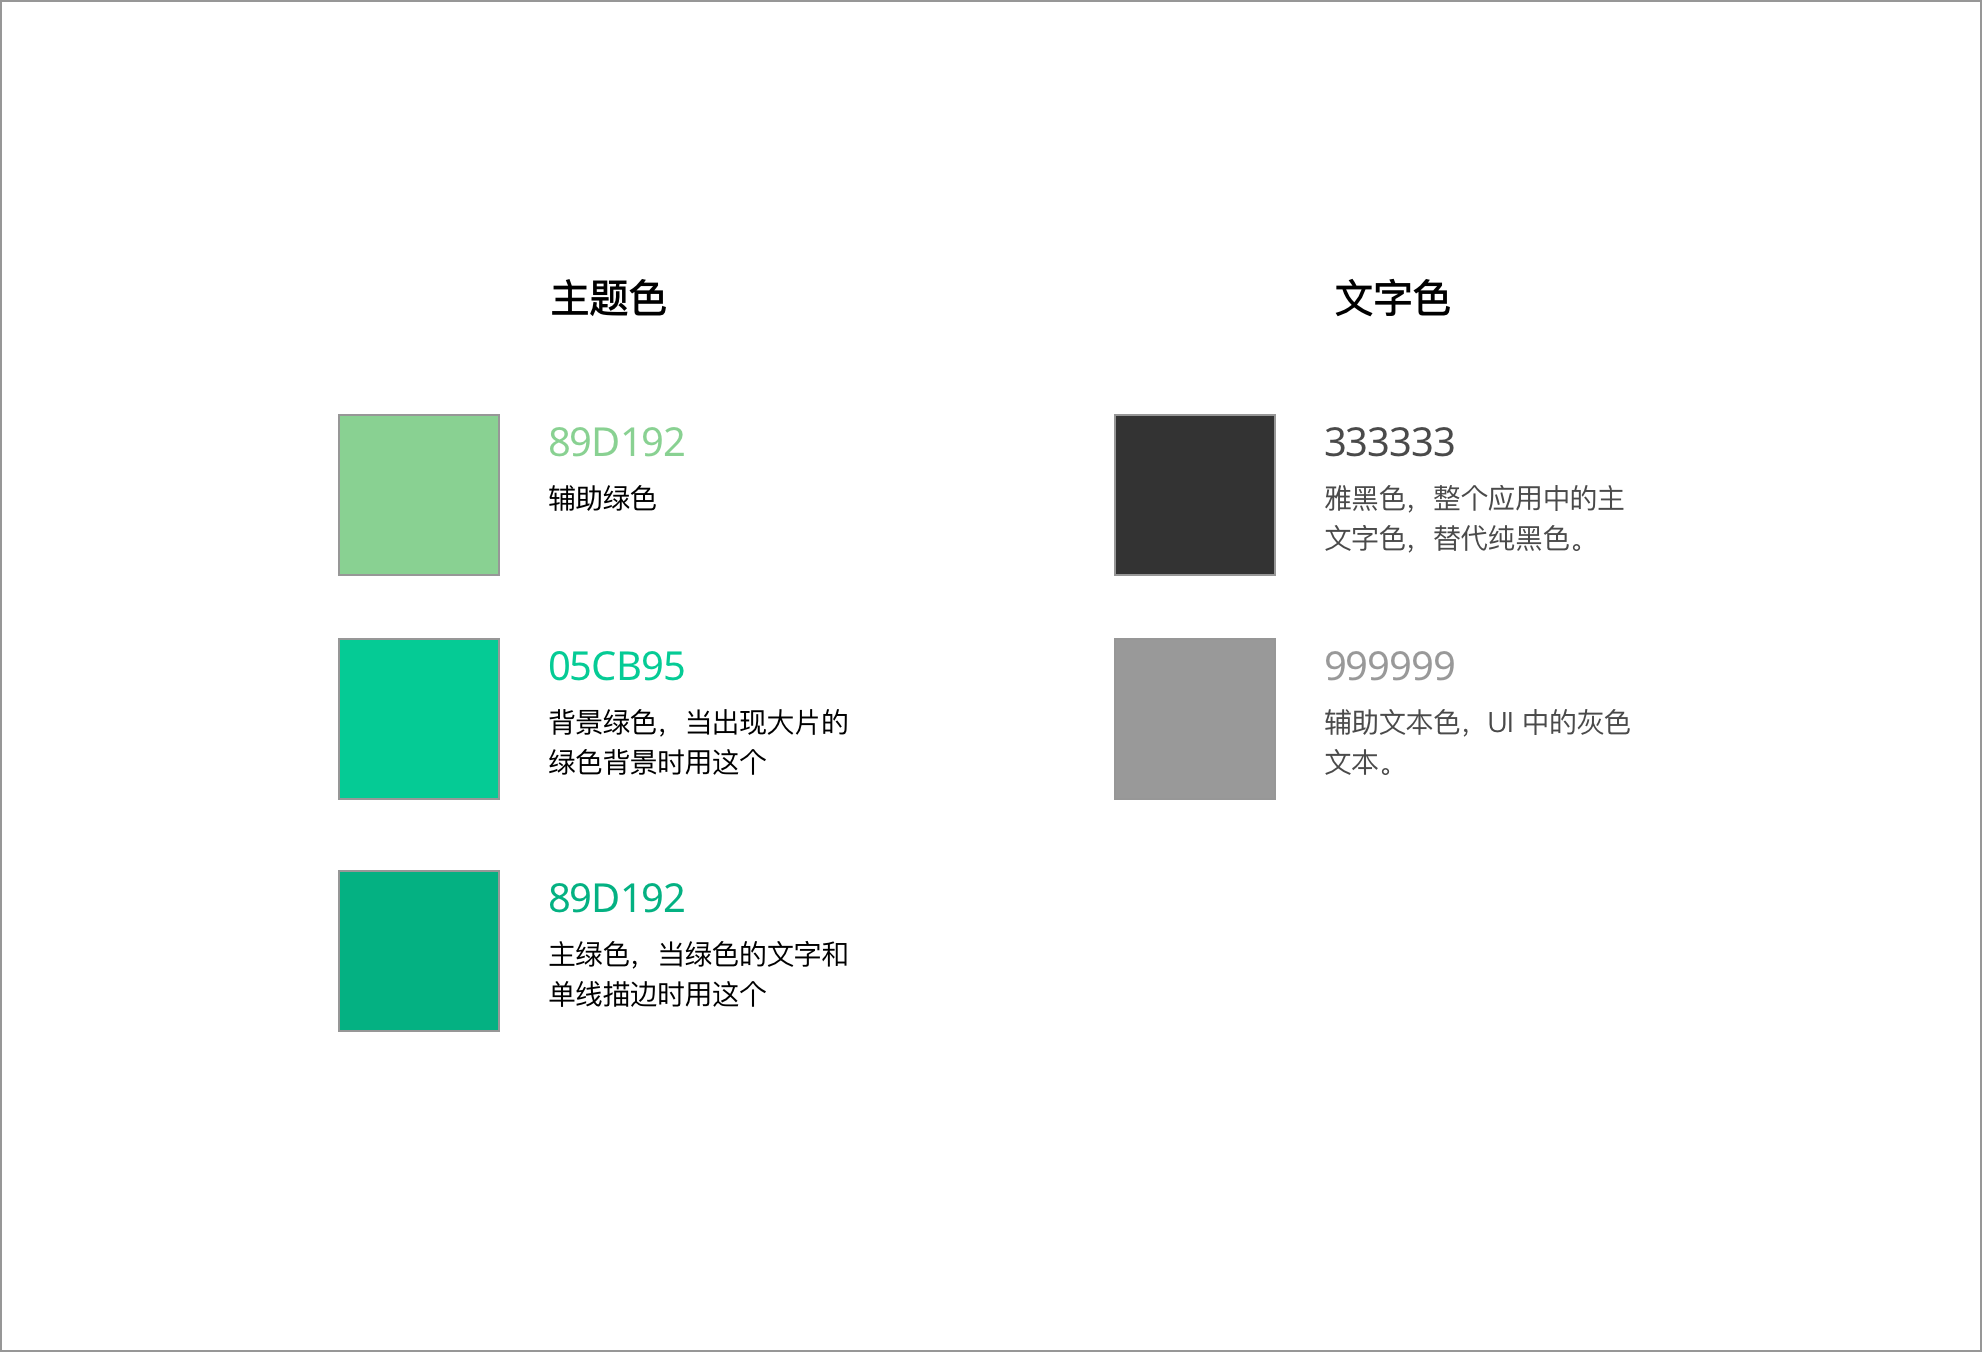 主题色
89D192
辅助绿色
05CB95
背景绿色，当出现大片的
绿色背景时用这个
89D192
主绿色，当绿色的文字和
单线描边时用这个
文字色
333333
雅黑色，整个应用中的主
文字色，替代纯黑色。
999999
辅助文本色，UI 中的灰色
文本。